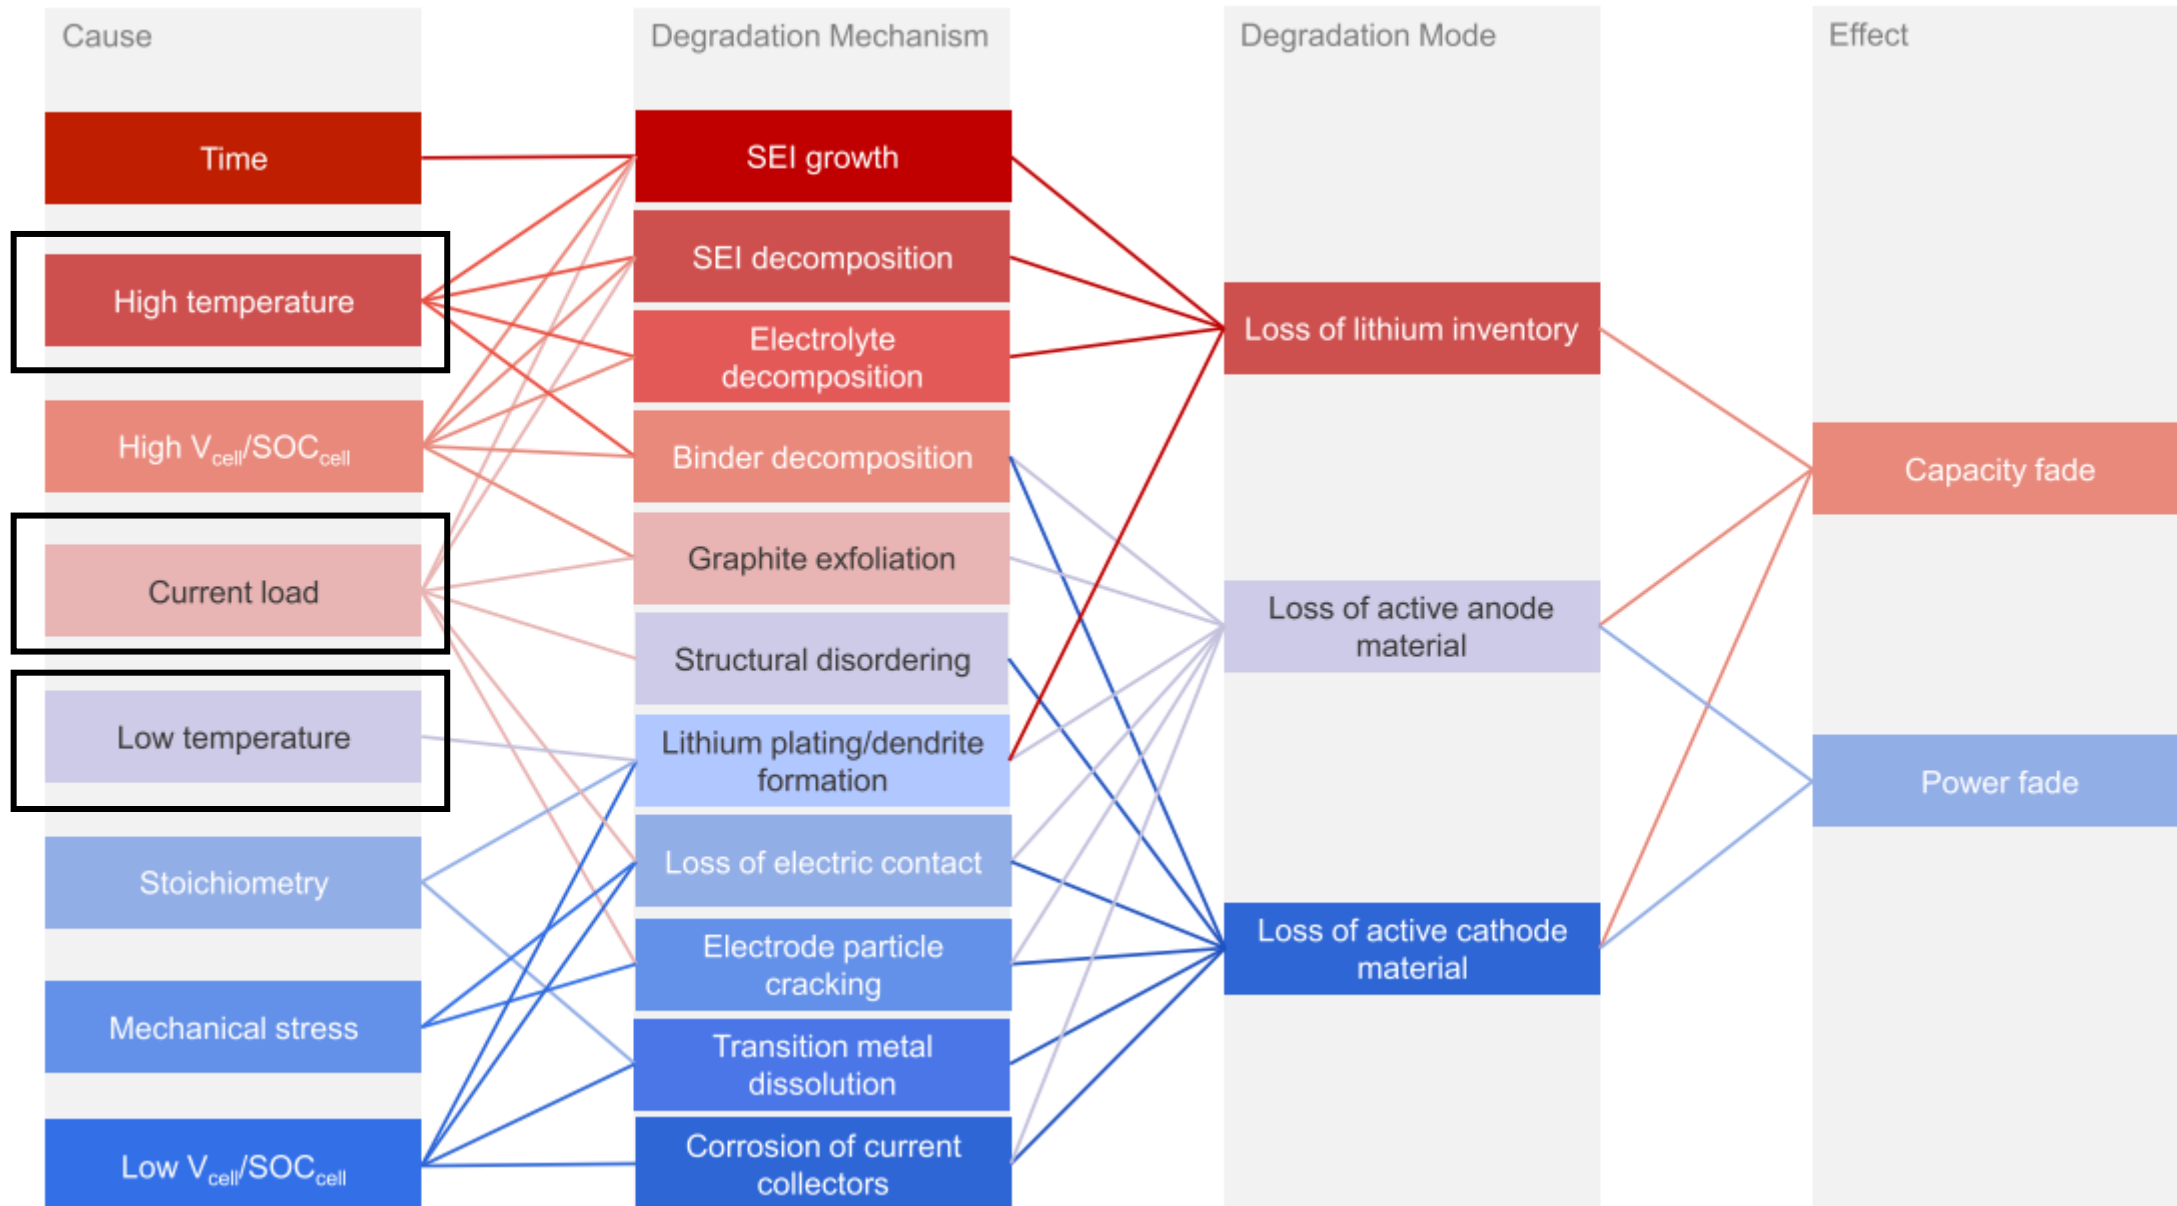 Cause
Time
High temperature
High Vcell/SOCcell
Current load
Low temperature
Stoichiometry
Mechanical stress
Low Vcell/SOCcell
Degradation Mechanism
SEI growth
SEI decomposition
Electrolyte
decomposition
Binder decomposition
Graphite exfoliation
Structural disordering
Lithium plating/dendrite
formation
Loss of electric contact
Electrode particle
cracking
Transition metal
dissolution
Corrosion of current
collectors
Degradation Mode
Loss of lithium inventory
Loss of active anode
material
Loss of active cathode
material
Effect
Capacity fade
Power fade